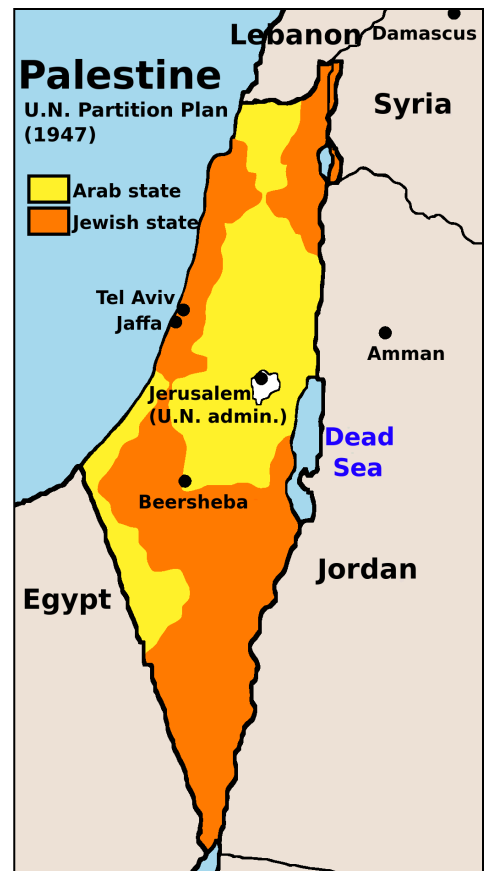 Lebanon
Damascus
Palestine
U.N. Partition Plan
(1947)
Syria
Arab state
Jewish state
Tel Aviv
Jaffa
Amman
Jerusalem
(U.N. admin.)
Dead
Sea
Beersheba
Jordan
Egypt